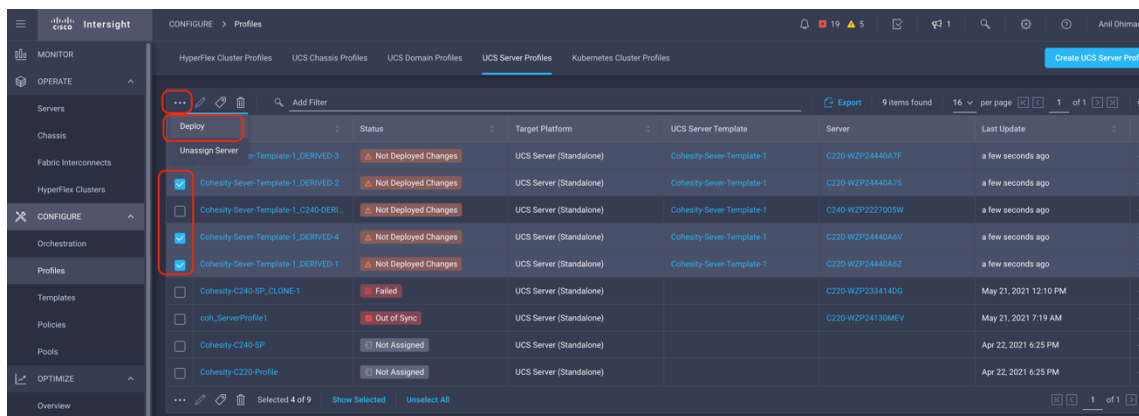 cisco Intersight CONFIGURE > Profiles 19 5 1 Anil Dhima
MONITOR HyperFlex Cluster Profiles UCS Chassis Profiles UCS Domain Profiles UCS Server Profiles Kubernetes Cluster Profiles Create UCS Server Prof
OPERATE
... Add Filter Export 9 items found 16 per page 1 of 1
Servers
Deploy Status Target Platform UCS Server Template Server Last Update
Chassis
Unassign Server er-Template-1_DERIVED-3 Not Deployed Changes UCS Server (Standalone) Cohesity-Sever-Template-1 C220-WZP24440A7F a few seconds ago
Fabric Interconnects
HyperFlex Clusters Cohesity-Sever-Template-1_DERIVED-2 Not Deployed Changes UCS Server (Standalone) Cohesity-Sever-Template-1 C220-WZP24440A75 a few seconds ago
CONFIGURE Cohesity-Sever-Template-1_C240-DERI... Not Deployed Changes UCS Server (Standalone) Cohesity-Sever-Template-1 C240-WZP2227005W a few seconds ago
Orchestration Cohesity-Sever-Template-1_DERIVED-4 Not Deployed Changes UCS Server (Standalone) Cohesity-Sever-Template-1 C220-WZP24440A6V a few seconds ago
Profiles Cohesity-Sever-Template-1_DERIVED-1 Not Deployed Changes UCS Server (Standalone) Cohesity-Sever-Template-1 C220-WZP24440A6Z a few seconds ago
Templates Cohesity-C240-SP_CLONE-1 Failed UCS Server (Standalone) C220-WZP233414DG May 21, 2021 12:10 PM
Policies coh_ServerProfile1 Out of Sync UCS Server (Standalone) C220-WZP24130MEV May 21, 2021 7:19 AM
Pools Cohesity-C240-SP Not Assigned UCS Server (Standalone) Apr 22, 2021 6:25 PM
OPTIMIZE Cohesity-C220-Profile Not Assigned UCS Server (Standalone) Apr 22, 2021 6:25 PM
Overview ... Selected 4 of 9 Show Selected Unselect All 1 of 1